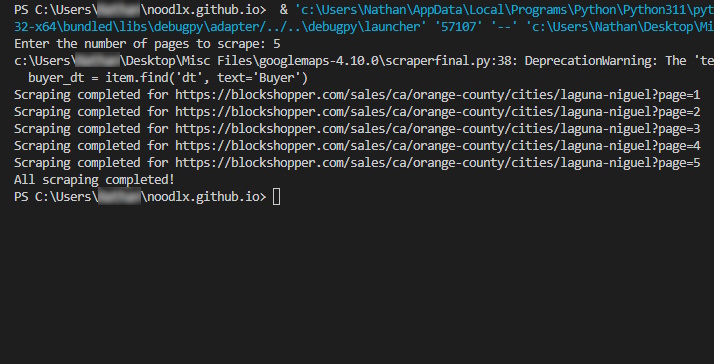 PS C:\Users\ \noodlx.github.io> & 'c:\Users\Nathan\AppData\Local\Programs\Python\Python311\pyt
32-x64\bundled\libs\debugpy\adapter/../..\debugpy\launcher' '57107' '--' 'c:\Users\Nathan\Desktop\Mi
Enter the number of pages to scrape: 5
c:\Users\ \Desktop\Misc Files\googlemaps-4.10.0\scraperfinal.py:38: DeprecationWarning: The 'te
buyer_dt = item.find('dt', text='Buyer')
Scraping completed for https://blockshopper.com/sales/ca/orange-county/cities/laguna-niguel?page=1
Scraping completed for https://blockshopper.com/sales/ca/orange-county/cities/laguna-niguel?page=2
Scraping completed for https://blockshopper.com/sales/ca/orange-county/cities/laguna-niguel?page=3
Scraping completed for https://blockshopper.com/sales/ca/orange-county/cities/laguna-niguel?page=4
Scraping completed for https://blockshopper.com/sales/ca/orange-county/cities/laguna-niguel?page=5
All scraping completed!
PS C:\Users\ \noodlx.github.io>